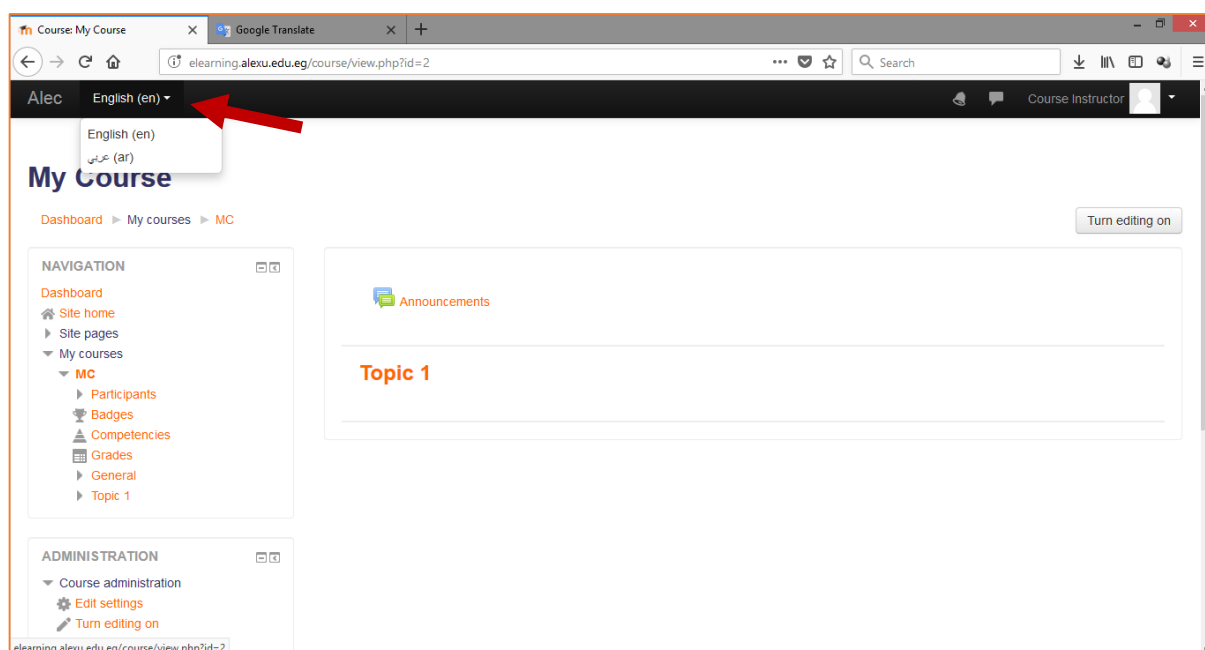 Course: My Course
Google Translate
elearning.alexu.edu.eg/course/view.php?id=2
Search
Alec
English (en)
Course Instructor
English (en)
عربي (ar)
My Course
Dashboard
My courses
MC
Turn editing on
NAVIGATION
Dashboard
Site home
Site pages
My courses
MC
Participants
Badges
Competencies
Grades
General
Topic 1
Announcements
Topic 1
ADMINISTRATION
Course administration
Edit settings
Turn editing on
elearning.alexu.edu.eg/course/view.php?id=2